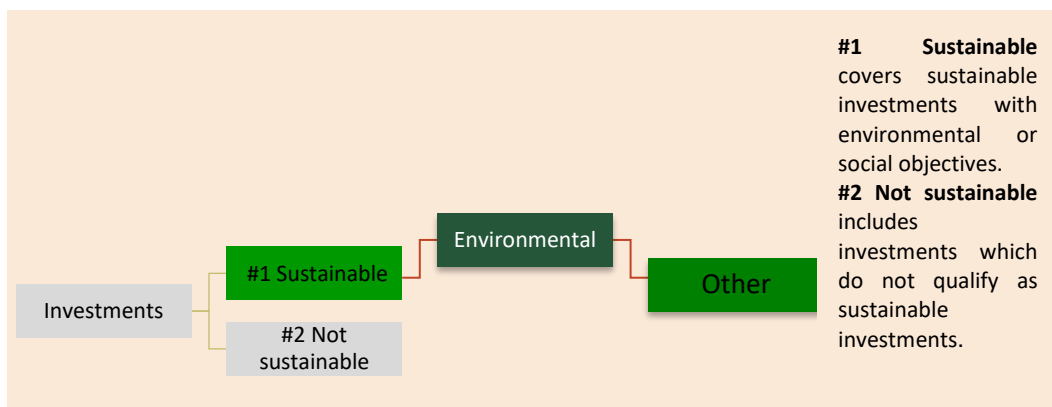 Investments
#1 Sustainable
#2 Not
sustainable
Environmental
Other
#1 Sustainable
covers sustainable
investments with
environmental or
social objectives.
#2 Not sustainable
includes
investments which
do not qualify as
sustainable
investments.